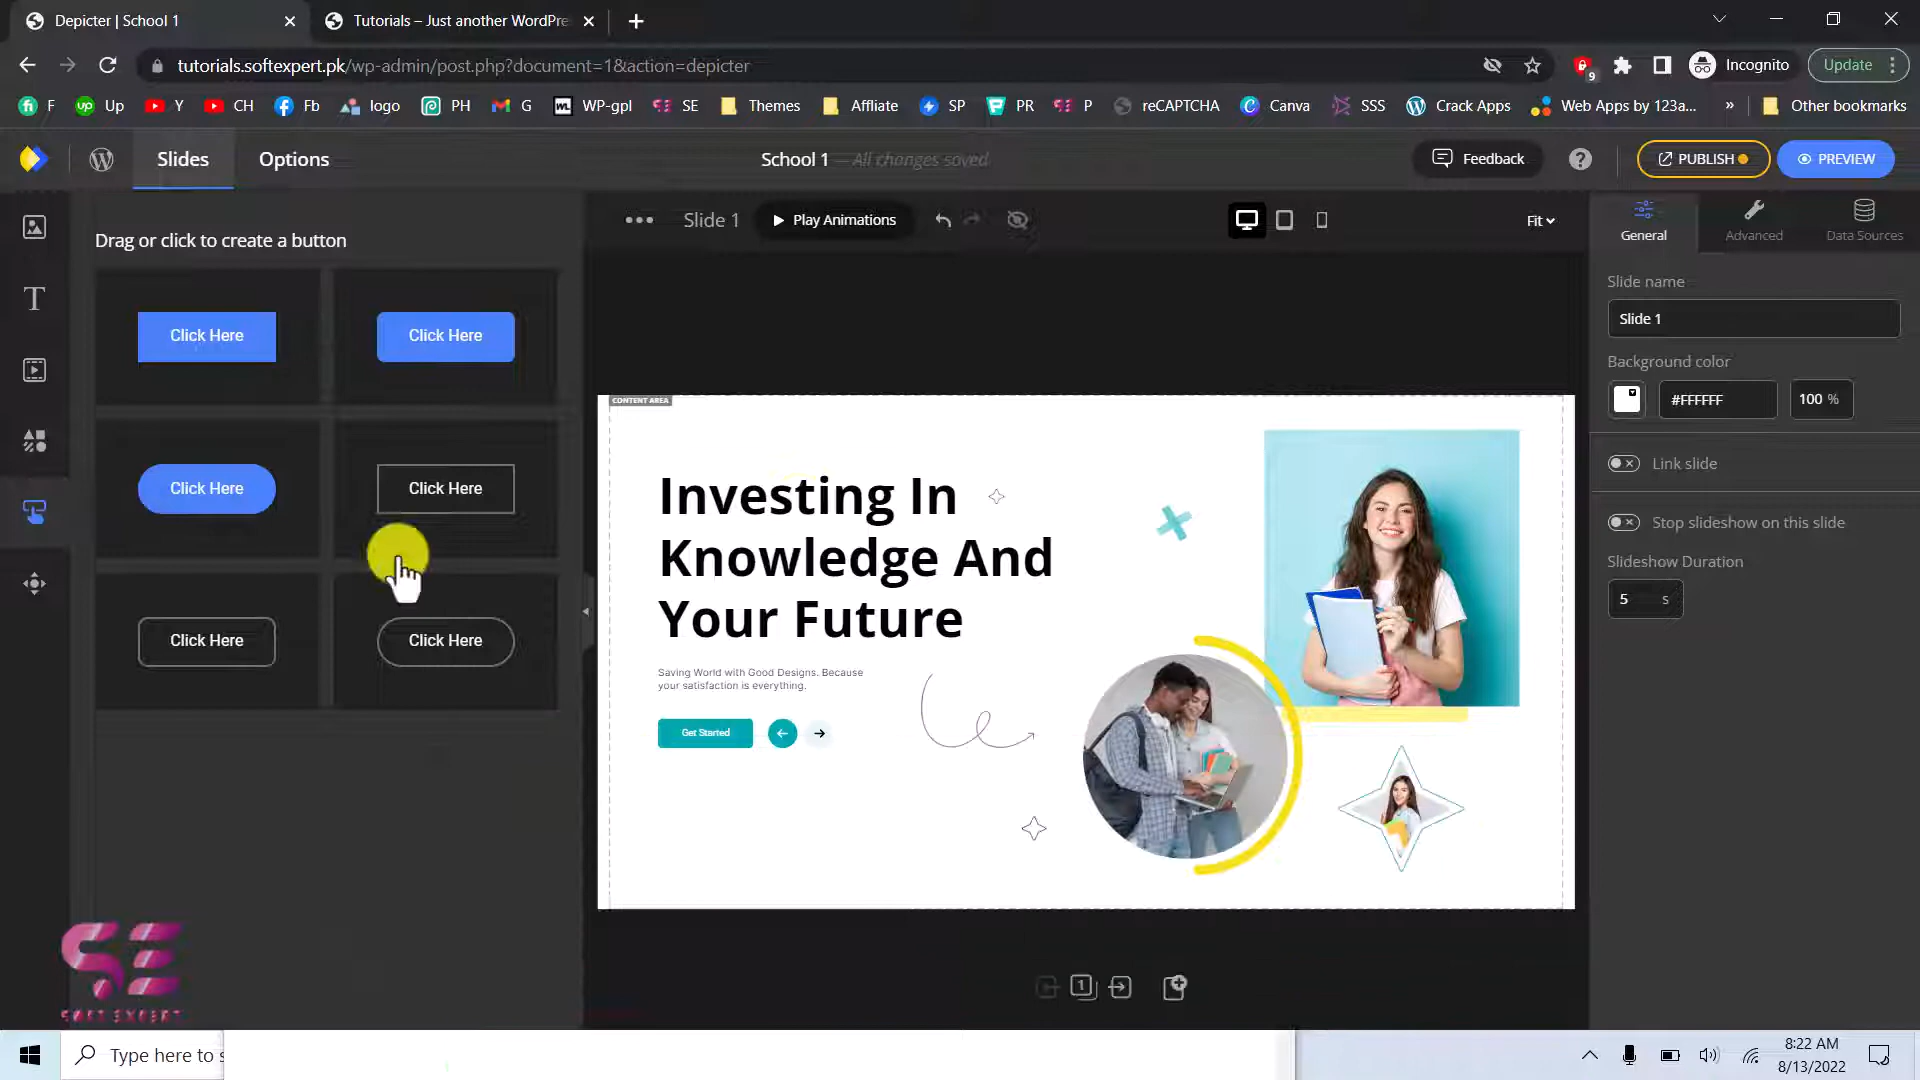 Depicter | School 1
Tutorials – Just another WordPre
tutorials.softexpert.pk/wp-admin/post.php?document=1&action=depicter
9
Incognito
Update
F
Up
Y
CH
Fb
logo
PH
G
WP-gpl
SE
Themes
Affliate
SP
PR
P
reCAPTCHA
Canva
SSS
Crack Apps
Web Apps by 123a...
»
Other bookmarks
Slides
Options
School 1 — All changes saved
Feedback
PUBLISH
PREVIEW
Drag or click to create a button
Slide 1
Play Animations
Fit
General
Advanced
Data Sources
Click Here
Click Here
Click Here
Click Here
Click Here
Click Here
CONTENT AREA
Investing In
Knowledge And
Your Future
Saving World with Good Designs. Because
your satisfaction is everything.
Get Started
Slide name
Slide 1
Background color
#FFFFFF
100 %
Link slide
Stop slideshow on this slide
Slideshow Duration
5 s
1
SE
SOFT EXPERT
Type here to s
8:22 AM
8/13/2022